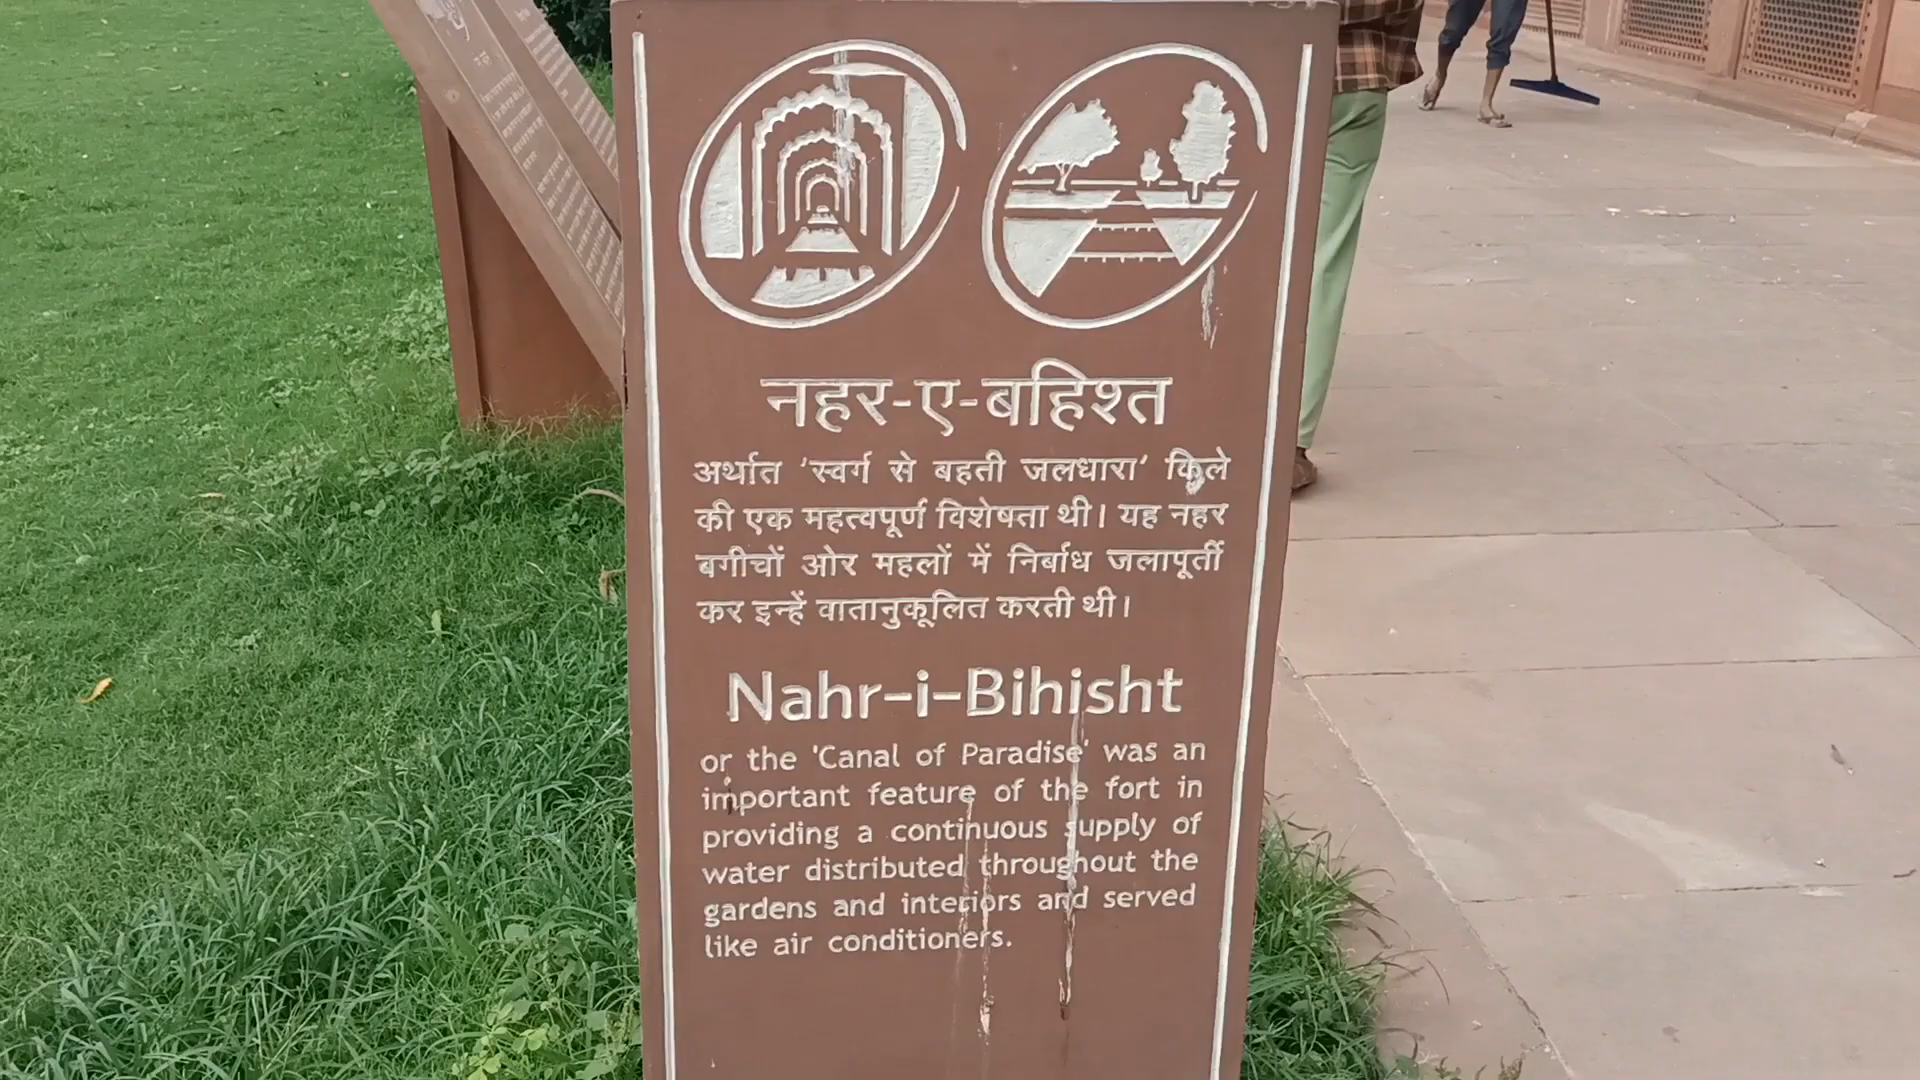 नहर-ए-बहिश्त
अर्थात 'स्वर्ग से बहती जलधारा' किले
की एक महत्वपूर्ण विशेषता थी। यह नहर
बगीचों ओर महलों में निर्बाध जलापूर्ती
कर इन्हें वातानुकूलित करती थी।
Nahr-i-Bihisht
or the 'Canal of Paradise' was an
important feature of the fort in
providing a continuous supply of
water distributed throughout the
gardens and interiors and served
like air conditioners.